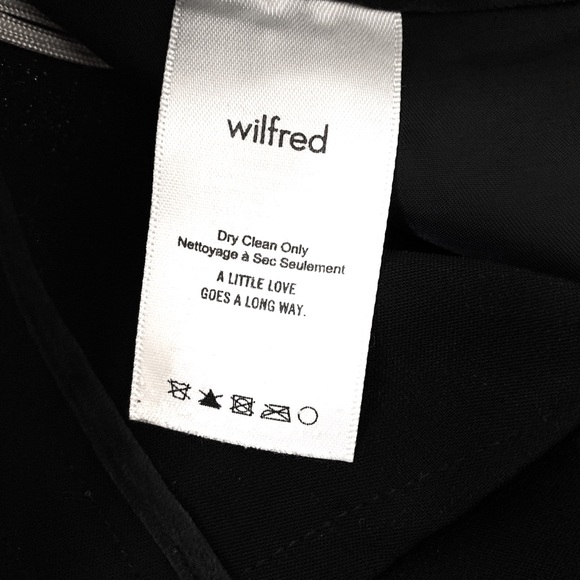 wilfred
Dry Clean Only
Nettoyage à Sec Seulement
A LITTLE LOVE
GOES A LONG WAY.